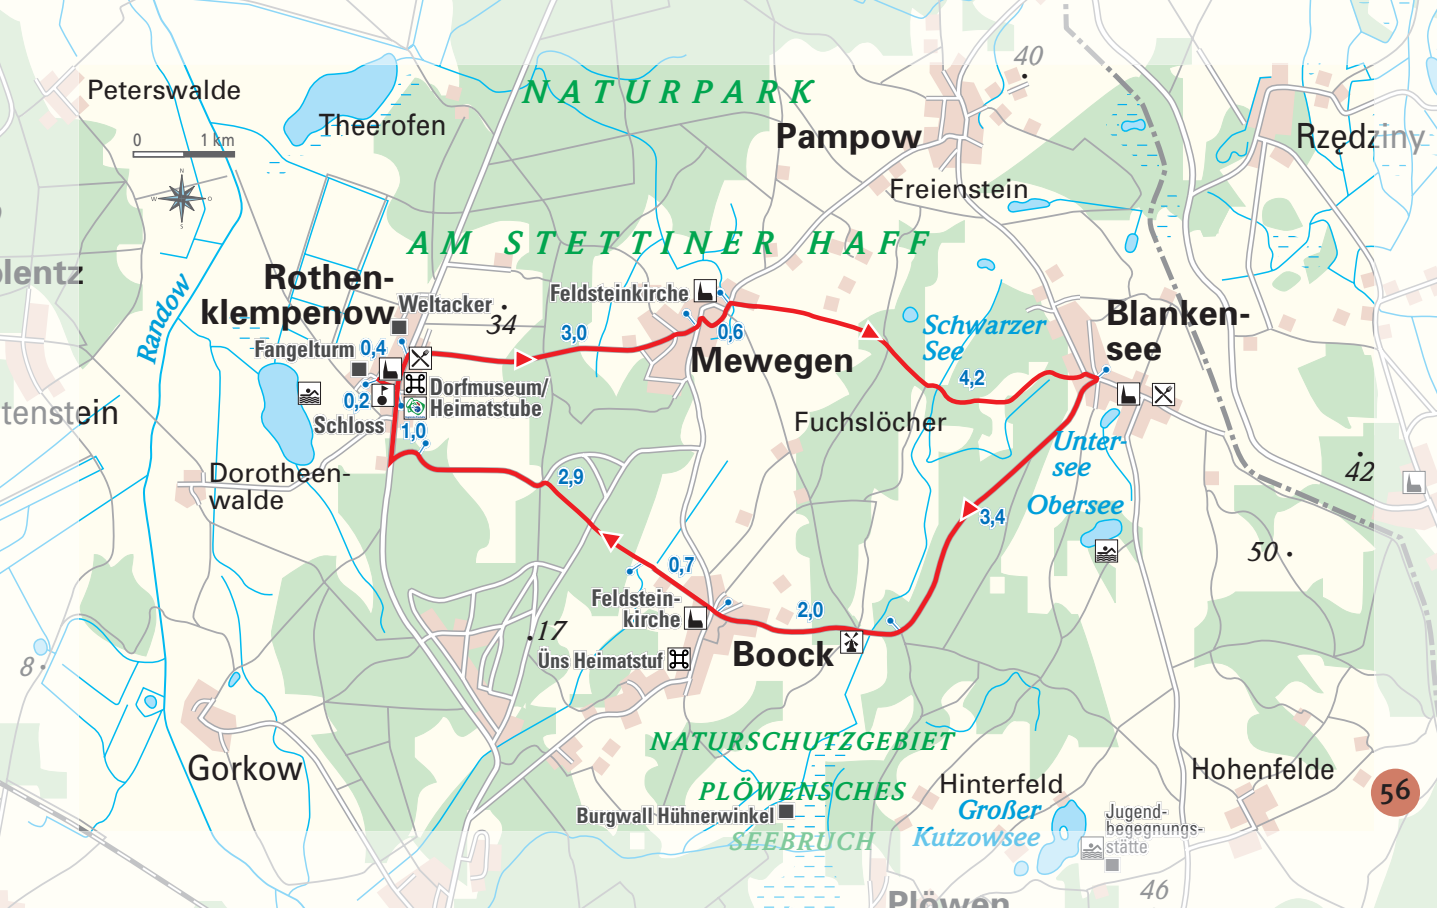 40
NATURPARK
Peterswalde
Theerofen
Pampow
Rzędziny
0
1 km
N
W
O
S
Freienstein
AM STETTINER HAFF
lentz
Randow
Rothen-
klempenow
Weltacker
34
Feldsteinkirche
3,0
0,6
Mewegen
Schwarzer
See
4,2
Blanken-
see
Fangelturm
0,4
0,2
Schloss
Dorfmuseum/
Heimatstube
1,0
tenstein
Fuchslöcher
Unter-
see
Obersee
42
Dorotheen-
walde
2,9
3,4
50
0,7
Feldstein-
kirche
2,0
17
Üns Heimatstuf
Boock
8
Gorkow
NATURSCHUTZGEBIET
PLÖWENSCHES
SEEBRUCH
Burgwall Hühnerwinkel
Hinterfeld
Großer
Kutzowsee
Jugend-
begegnungs-
stätte
Hohenfelde
56
46
Plöwen